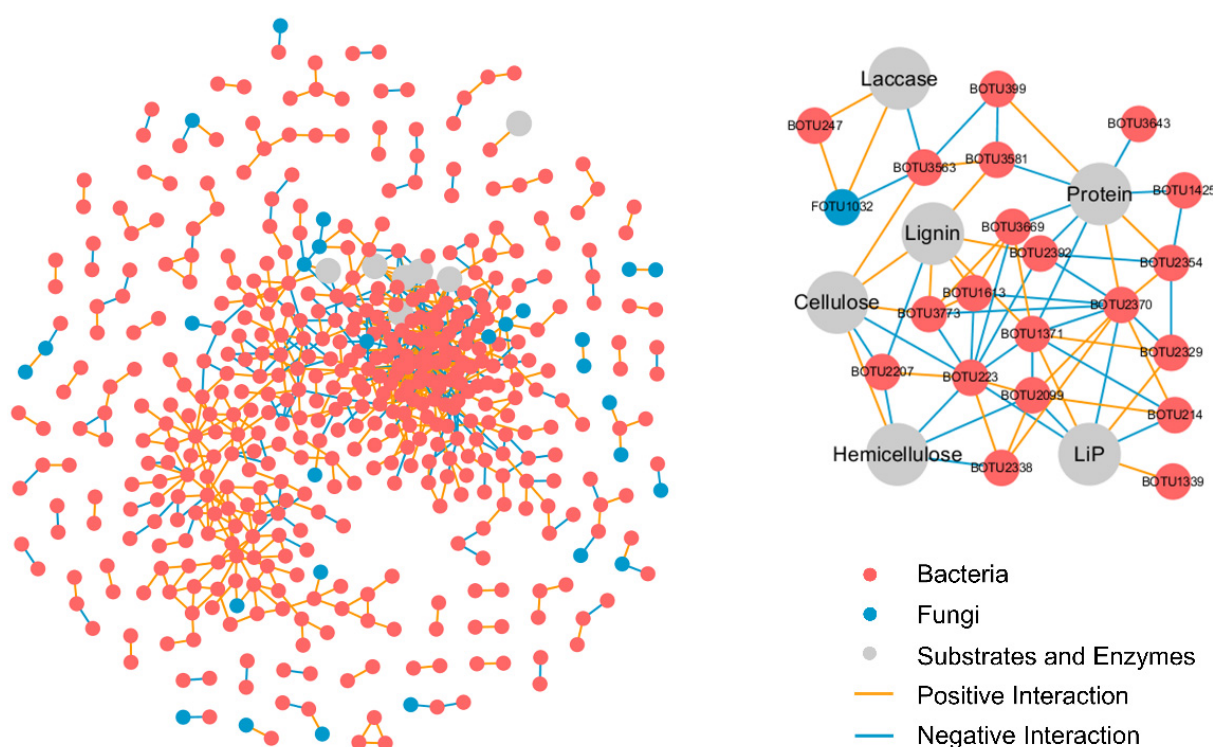 Laccase
BOTU399
BOTU247
BOTU3643
BOTU3563
BOTU3581
Protein
BOTU1425
FOTU1032
Lignin
BOTU3669
BOTU2392
BOTU2354
Cellulose
BOTU1613
BOTU3773
BOTU2370
BOTU1371
BOTU2329
BOTU2207
BOTU223
BOTU2099
BOTU214
Hemicellulose
LiP
BOTU2338
BOTU1339
Bacteria
Fungi
Substrates and Enzymes
Positive Interaction
Negative Interaction